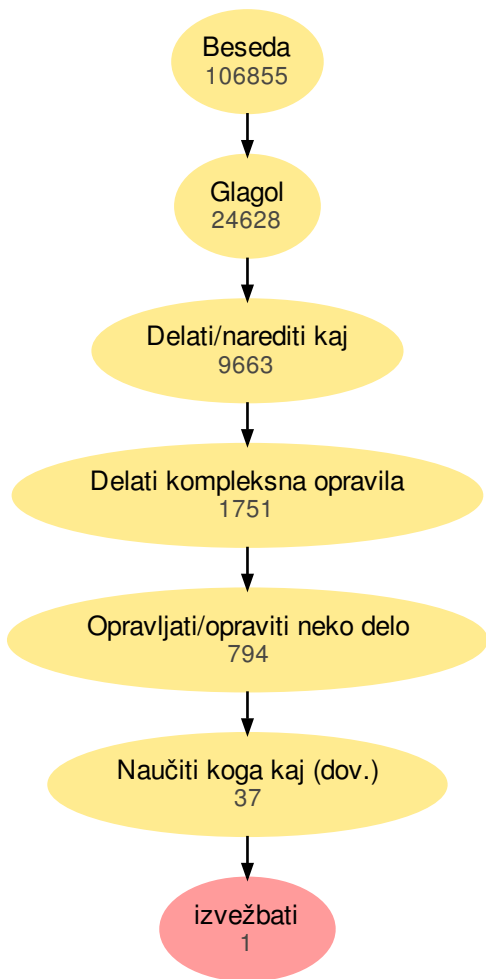 Beseda
106855
Glagol
24628
Delati/narediti kaj
9663
Delati kompleksna opravila
1751
Opravljati/opraviti neko delo
794
Naučiti koga kaj (dov.)
37
izvežbati
1